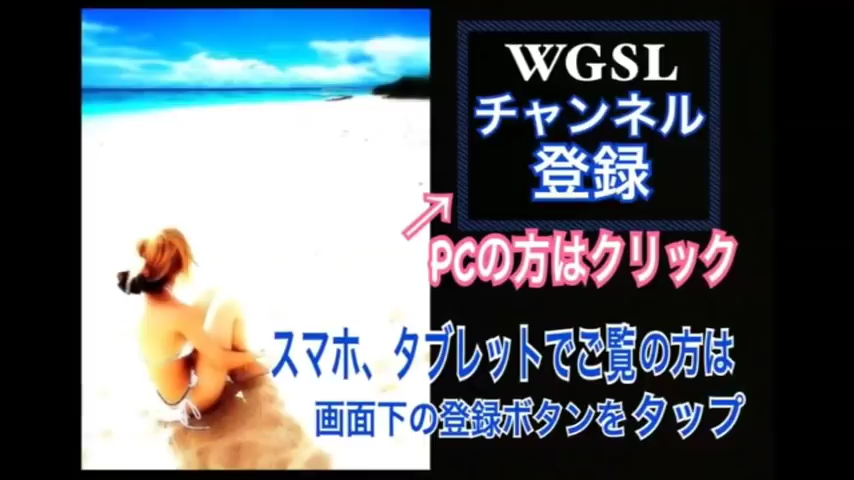 WGSL
チャンネル
登録
PCの方はクリック
スマホ、タブレットでご覧の方は
画面下の登録ボタンをタップ